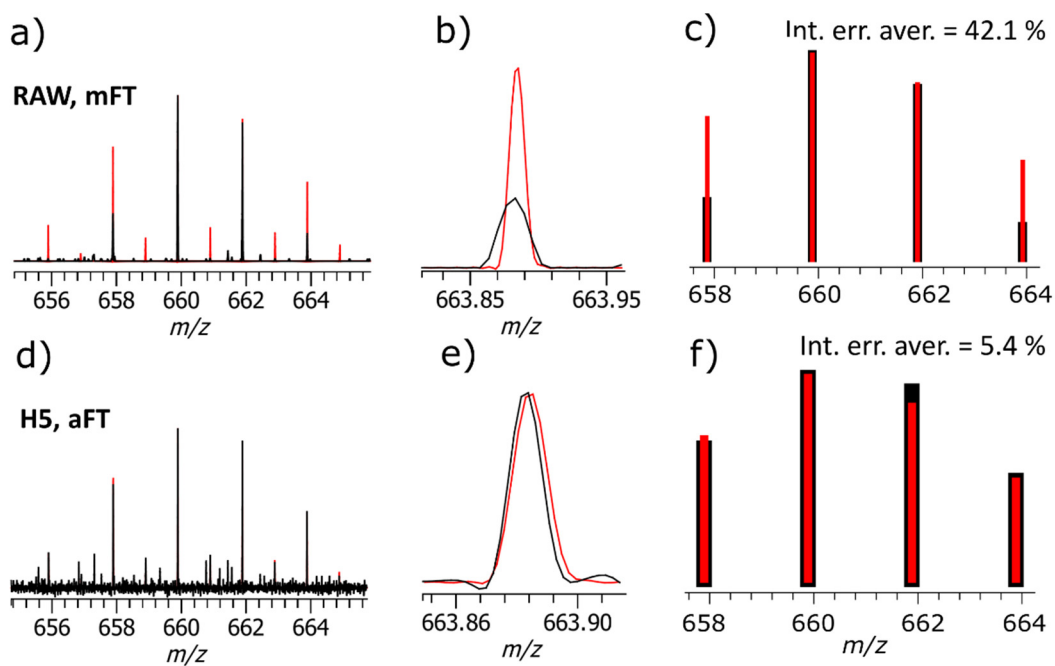 a)
RAW, mFT
656 658 660 662 664
m/z
b)
663.85 663.95
m/z
c)
Int. err. aver. = 42.1 %
658 660 662 664
m/z
d)
H5, aFT
656 658 660 662 664
m/z
e)
663.86 663.90
m/z
f)
Int. err. aver. = 5.4 %
658 660 662 664
m/z